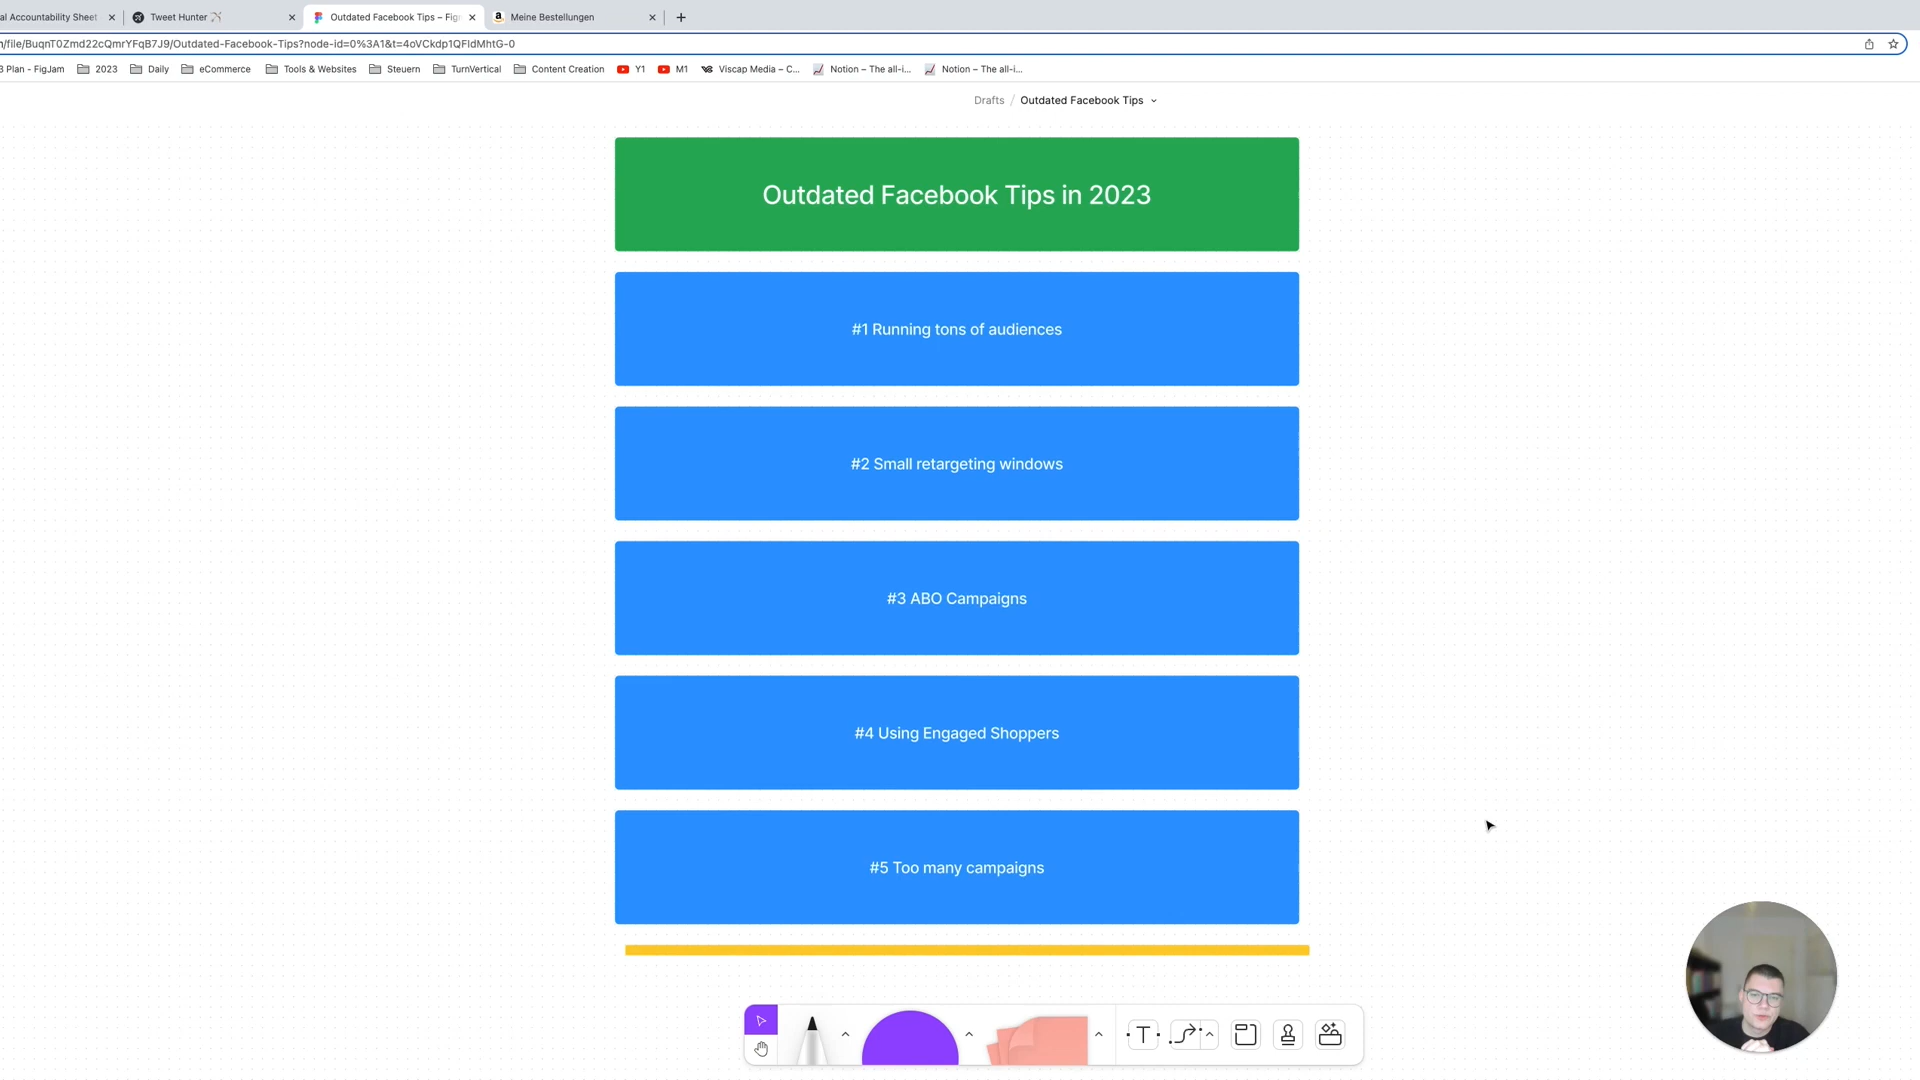 al Accountability Sheet
Tweet Hunter
Outdated Facebook Tips – Fig
Meine Bestellungen
/file/BuqnT0Zmd22cQmrYFqB7J9/Outdated-Facebook-Tips?node-id=0%3A1&t=4oVCkdp1QFIdMhtG-0
3 Plan - FigJam
2023
Daily
eCommerce
Tools & Websites
Steuern
TurnVertical
Content Creation
Y1
M1
Viscap Media – C...
Notion – The all-i...
Notion – The all-i...
Drafts / Outdated Facebook Tips
Outdated Facebook Tips in 2023
#1 Running tons of audiences
#2 Small retargeting windows
#3 ABO Campaigns
#4 Using Engaged Shoppers
#5 Too many campaigns
T